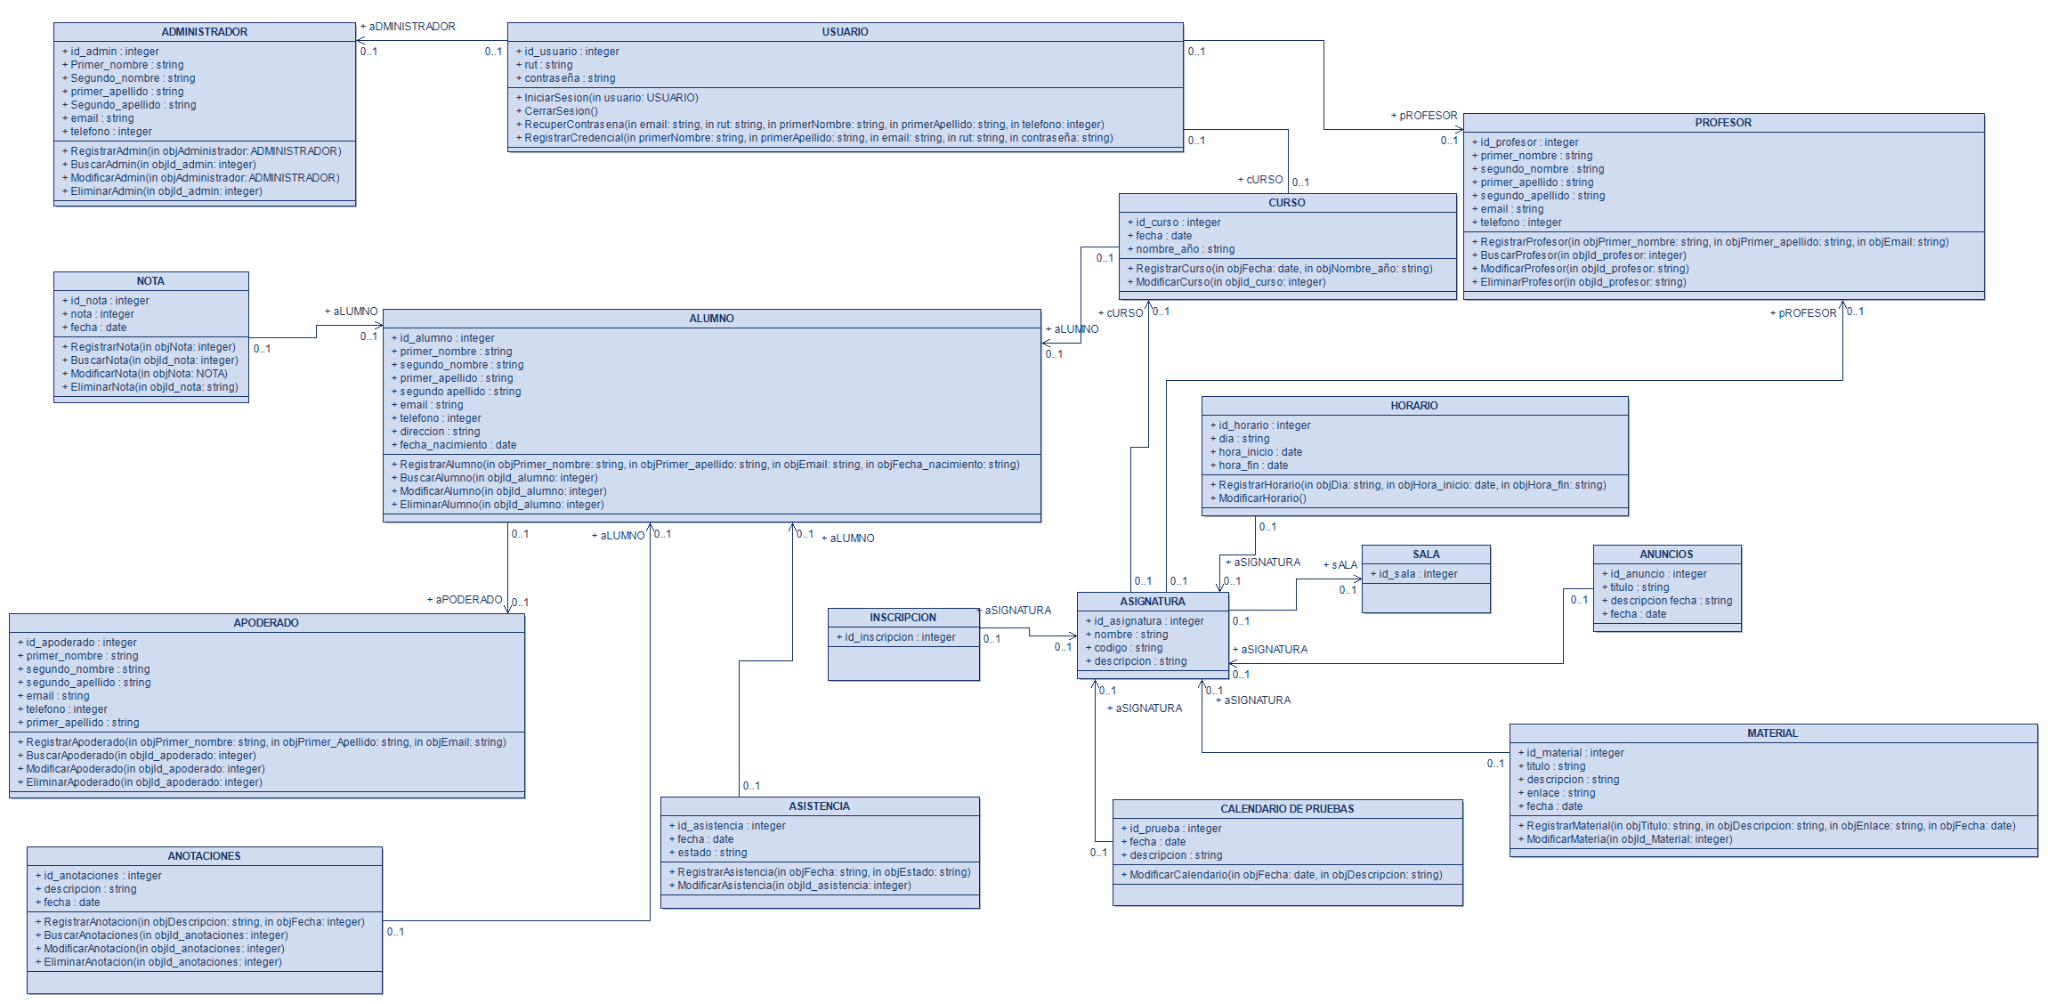 ADMINISTRADOR
+ id_admin : integer
+ Primer_nombre : string
+ Segundo_nombre : string
+ primer_apellido : string
+ Segundo_apellido : string
+ email : string
+ telefono : integer
+ RegistrarAdmin(in objAdministrador: ADMINISTRADOR)
+ BuscarAdmin(in objId_admin: integer)
+ ModificarAdmin(in objAdministrador: ADMINISTRADOR)
+ EliminarAdmin(in objId_admin: integer)
+ aDMINISTRADOR
0..1
0..1
USUARIO
+ id_usuario : integer
+ rut : string
+ contraseña : string
+ IniciarSesion(in usuario: USUARIO)
+ CerrarSesion()
+ RecuperContrasena(in email: string, in rut: string, in primerNombre: string, in primerApellido: string, in telefono: integer)
+ RegistrarCredencial(in primerNombre: string, in primerApellido: string, in email: string, in rut: string, in contraseña: string)
0..1
+ pROFESOR
0..1
0..1
+ cURSO
0..1
PROFESOR
+ id_profesor : integer
+ primer_nombre : string
+ segundo_nombre : string
+ primer_apellido : string
+ segundo_apellido : string
+ email : string
+ telefono : integer
+ RegistrarProfesor(in objPrimer_nombre: string, in objPrimer_apellido: string, in objEmail: string)
+ BuscarProfesor(in objId_profesor: integer)
+ ModificarProfesor(in objId_profesor: string)
+ EliminarProfesor(in objId_profesor: string)
+ pROFESOR
0..1
CURSO
+ id_curso : integer
+ fecha : date
+ nombre_año : string
+ RegistrarCurso(in objFecha: date, in objNombre_año: string)
+ ModificarCurso(in objId_curso: integer)
0..1
+ aLUMNO
0..1
+ cURSO
0..1
NOTA
+ id_nota : integer
+ nota : integer
+ fecha : date
+ RegistrarNota(in objNota: integer)
+ BuscarNota(in objId_nota: integer)
+ ModificarNota(in objNota: NOTA)
+ EliminarNota(in objId_nota: string)
0..1
+ aLUMNO
0..1
ALUMNO
+ id_alumno : integer
+ primer_nombre : string
+ segundo_nombre : string
+ primer_apellido : string
+ segundo apellido : string
+ email : string
+ telefono : integer
+ direccion : string
+ fecha_nacimiento : date
+ RegistrarAlumno(in objPrimer_nombre: string, in objPrimer_apellido: string, in objEmail: string, in objFecha_nacimiento: string)
+ BuscarAlumno(in objId_alumno: integer)
+ ModificarAlumno(in objId_alumno: integer)
+ EliminarAlumno(in objId_alumno: integer)
0..1
+ aLUMNO
0..1
0..1
+ aLUMNO
+ aPODERADO
0..1
HORARIO
+ id_horario : integer
+ dia : string
+ hora_inicio : date
+ hora_fin : date
+ RegistrarHorario(in objDia: string, in objHora_inicio: date, in objHora_fin: string)
+ ModificarHorario()
0..1
+ aSIGNATURA
0..1
0..1
0..1
SALA
+ id_sala : integer
+ sALA
0..1
0..1
ANUNCIOS
+ id_anuncio : integer
+ titulo : string
+ descripcion fecha : string
+ fecha : date
0..1
+ aSIGNATURA
0..1
ASIGNATURA
+ id_asignatura : integer
+ nombre : string
+ codigo : string
+ descripcion : string
INSCRIPCION
+ id_inscripcion : integer
+ aSIGNATURA
0..1
0..1
APODERADO
+ id_apoderado : integer
+ primer_nombre : string
+ segundo_nombre : string
+ segundo_apellido : string
+ email : string
+ telefono : integer
+ primer_apellido : string
+ RegistrarApoderado(in objPrimer_nombre: string, in objPrimer_Apellido: string, in objEmail: string)
+ BuscarApoderado(in objId_apoderado: integer)
+ ModificarApoderado(in objId_apoderado: integer)
+ EliminarApoderado(in objId_apoderado: integer)
0..1
+ aSIGNATURA
0..1
+ aSIGNATURA
MATERIAL
+ id_material : integer
+ titulo : string
+ descripcion : string
+ enlace : string
+ fecha : date
+ RegistrarMaterial(in objTitulo: string, in objDescripcion: string, in objEnlace: string, in objFecha: date)
+ ModificarMateria(in objId_Material: integer)
0..1
0..1
ASISTENCIA
+ id_asistencia : integer
+ fecha : date
+ estado : string
+ RegistrarAsistencia(in objFecha: string, in objEstado: string)
+ ModificarAsistencia(in objId_asistencia: integer)
CALENDARIO DE PRUEBAS
+ id_prueba : integer
+ fecha : date
+ descripcion : string
+ ModificarCalendario(in objFecha: date, in objDescripcion: string)
0..1
ANOTACIONES
+ id_anotaciones : integer
+ descripcion : string
+ fecha : date
+ RegistrarAnotacion(in objDescripcion: string, in objFecha: integer)
+ BuscarAnotaciones(in objId_anotaciones: integer)
+ ModificarAnotacion(in objId_anotaciones: integer)
+ EliminarAnotacion(in objId_anotaciones: integer)
0..1